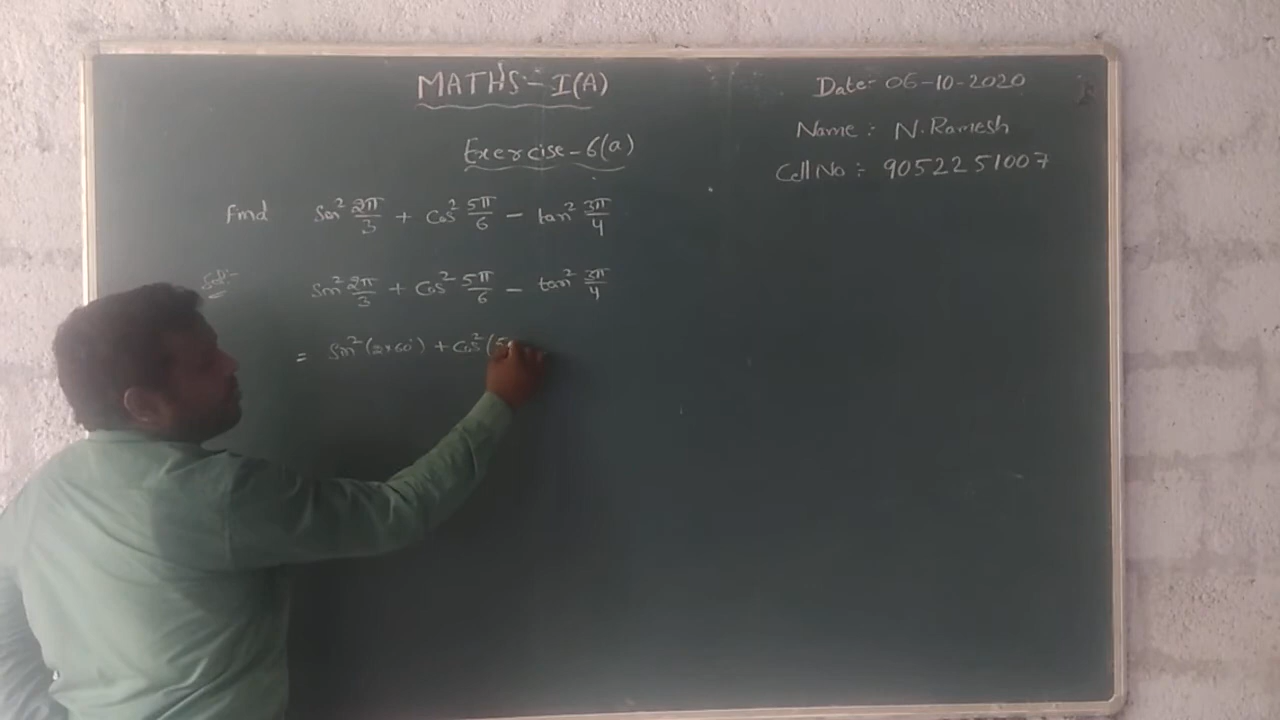 MATHS - I(A)
Date:- 06-10-2020
Name : N. Ramesh
Cell No :- 9052251007
Exercise - 6(a)
Find Sin² 2π/3 + Cos² 5π/6 - tan² 3π/4
Sol:- Sin² 2π/3 + Cos² 5π/6 - tan² 3π/4
= Sin² (2×60°) + Cos² (5